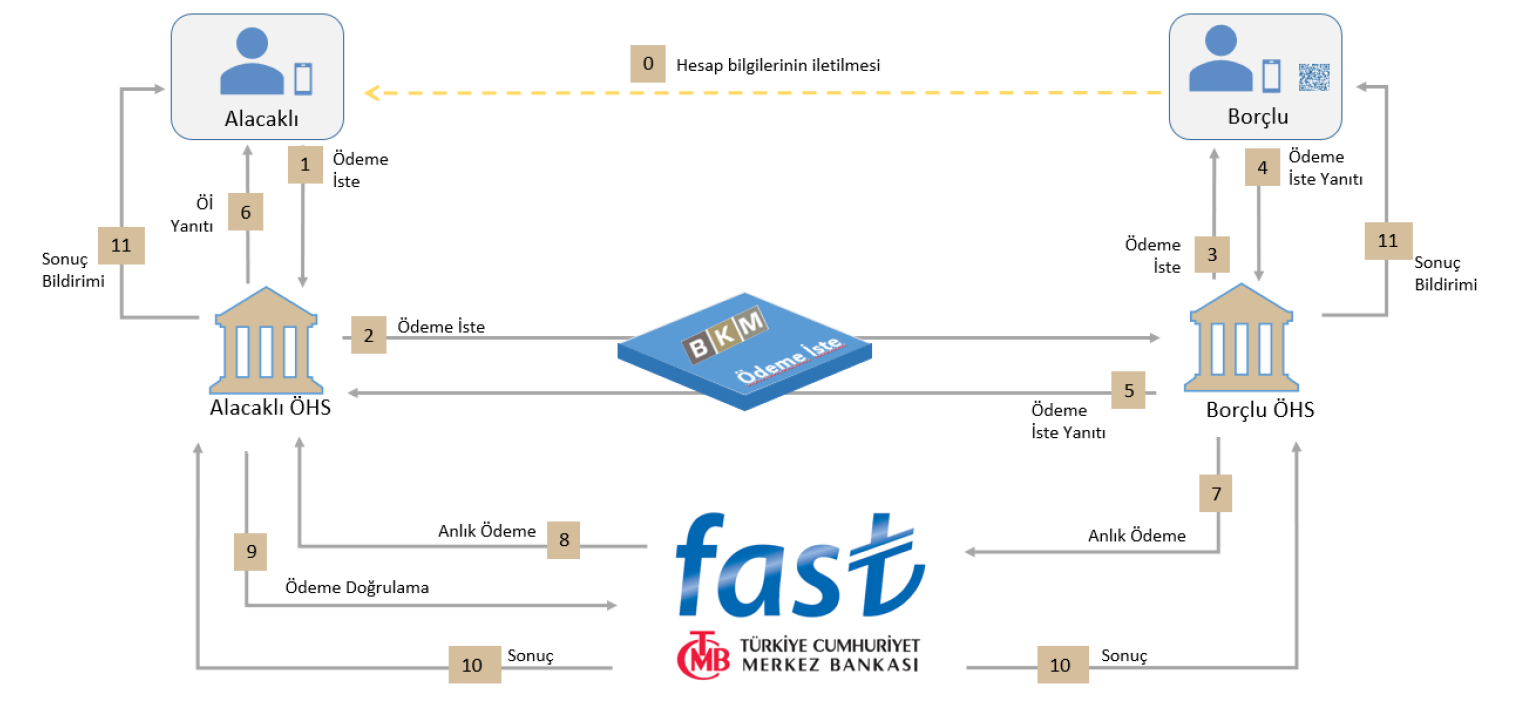 0
Hesap bilgilerinin iletilmesi
Alacaklı
Borçlu
1
Ödeme
İste
4
Ödeme
İste Yanıtı
6
Öİ
Yanıtı
11
Sonuç
Bildirimi
3
Ödeme
İste
11
Sonuç
Bildirimi
2
Ödeme İste
BKM
Ödeme İste
5
Ödeme
İste Yanıtı
Alacaklı ÖHS
Borçlu ÖHS
7
Anlık Ödeme
8
Anlık Ödeme
9
Ödeme Doğrulama
fast
TCMB
TÜRKİYE CUMHURİYET
MERKEZ BANKASI
10
Sonuç
10
Sonuç